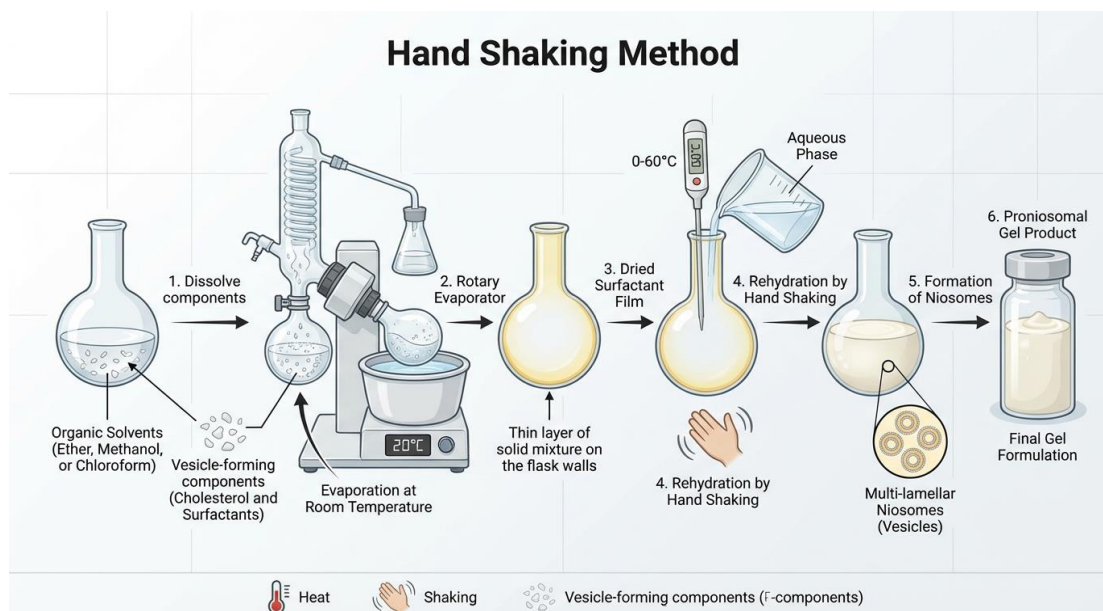 Hand Shaking Method
1. Dissolve
components
2. Rotary
Evaporator
3. Dried
Surfactant
Film
0-60°C
Aqueous
Phase
4. Rehydration by
Hand Shaking
5. Formation
of Niosomes
6. Proniosomal
Gel Product
Organic Solvents
(Ether, Methanol,
or Chloroform)
Vesicle-forming
components
(Cholesterol and
Surfactants)
20°C
Evaporation at
Room Temperature
Thin layer of
solid mixture on
the flask walls
4. Rehydration by
Hand Shaking
Multi-lamellar
Niosomes
(Vesicles)
Final Gel
Formulation
Heat
Shaking
Vesicle-forming components (F-components)